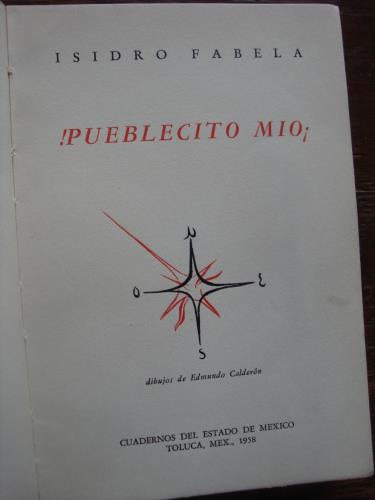 ISIDRO FABELA
!PUEBLECITO MIO¡
N
O E
S
dibujos de Edmundo Calderón
CUADERNOS DEL ESTADO DE MEXICO
TOLUCA, MEX., 1958